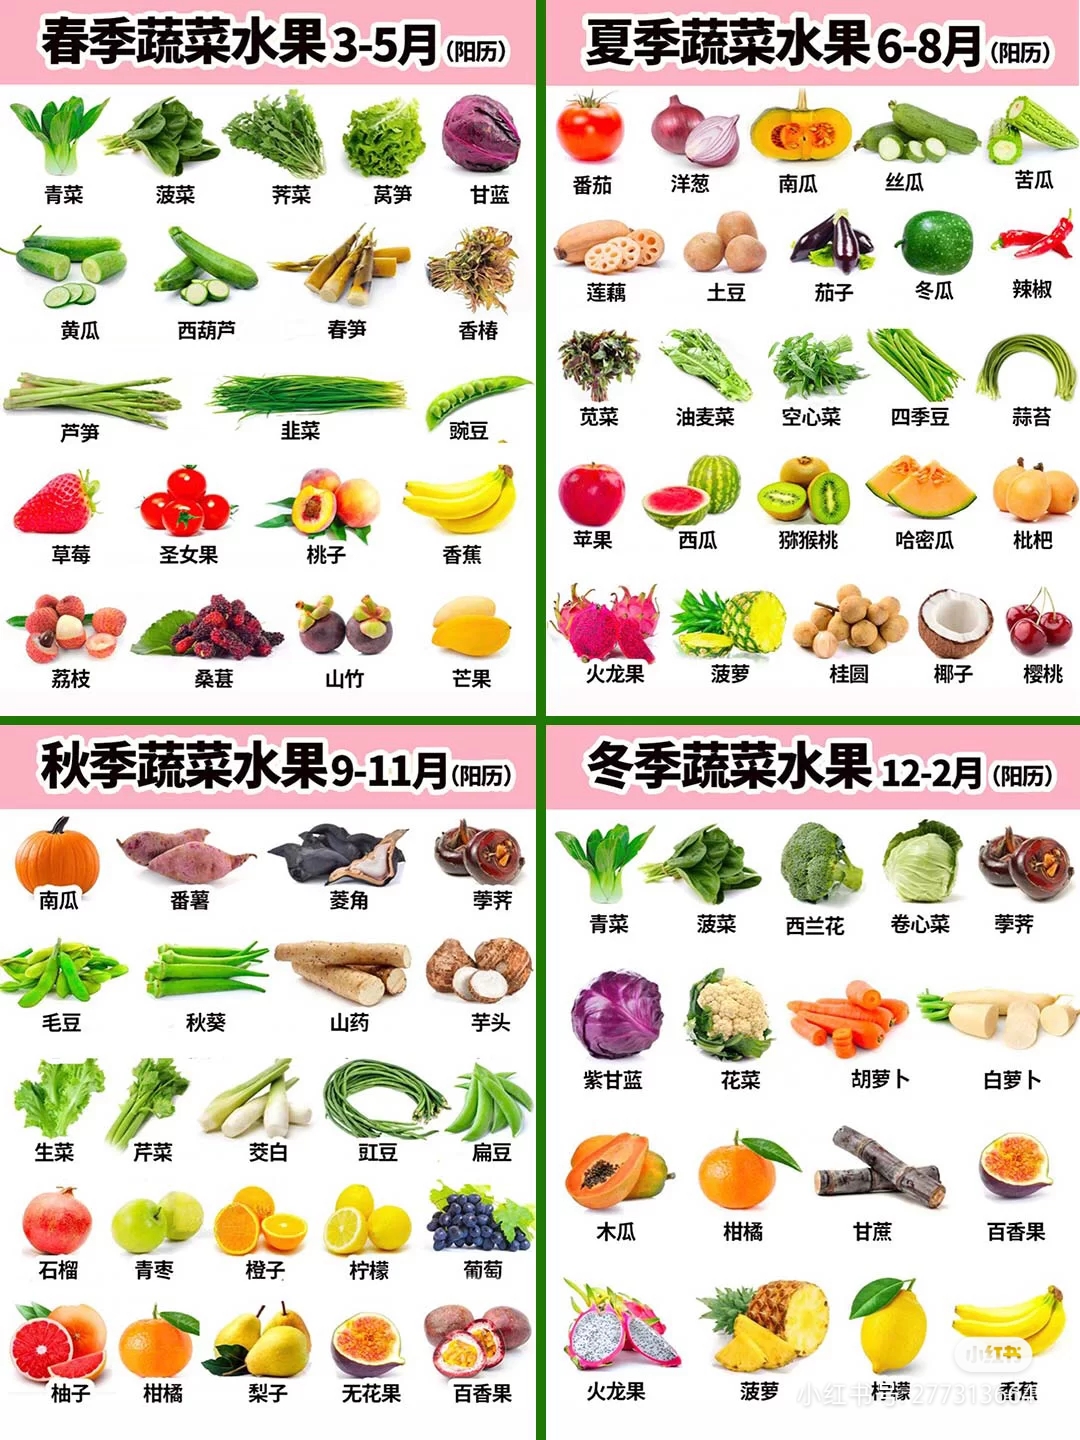 春季蔬菜水果3-5月(阳历)
青菜 菠菜 荠菜 莴笋 甘蓝
黄瓜 西葫芦 春笋 香椿
芦笋 韭菜 豌豆
草莓 圣女果 桃子 香蕉
荔枝 桑葚 山竹 芒果
夏季蔬菜水果6-8月(阳历)
番茄 洋葱 南瓜 丝瓜 苦瓜
莲藕 土豆 茄子 冬瓜 辣椒
苋菜 油麦菜 空心菜 四季豆 蒜苔
苹果 西瓜 猕猴桃 哈密瓜 枇杷
火龙果 菠萝 桂圆 椰子 樱桃
秋季蔬菜水果9-11月(阳历)
南瓜 番薯 菱角 荸荠
毛豆 秋葵 山药 芋头
生菜 芹菜 茭白 豇豆 扁豆
石榴 青枣 橙子 柠檬 葡萄
柚子 柑橘 梨子 无花果 百香果
冬季蔬菜水果12-2月(阳历)
青菜 菠菜 西兰花 卷心菜 荸荠
紫甘蓝 花菜 胡萝卜 白萝卜
木瓜 柑橘 甘蔗 百香果
火龙果 菠萝 柠檬 香蕉
小红书